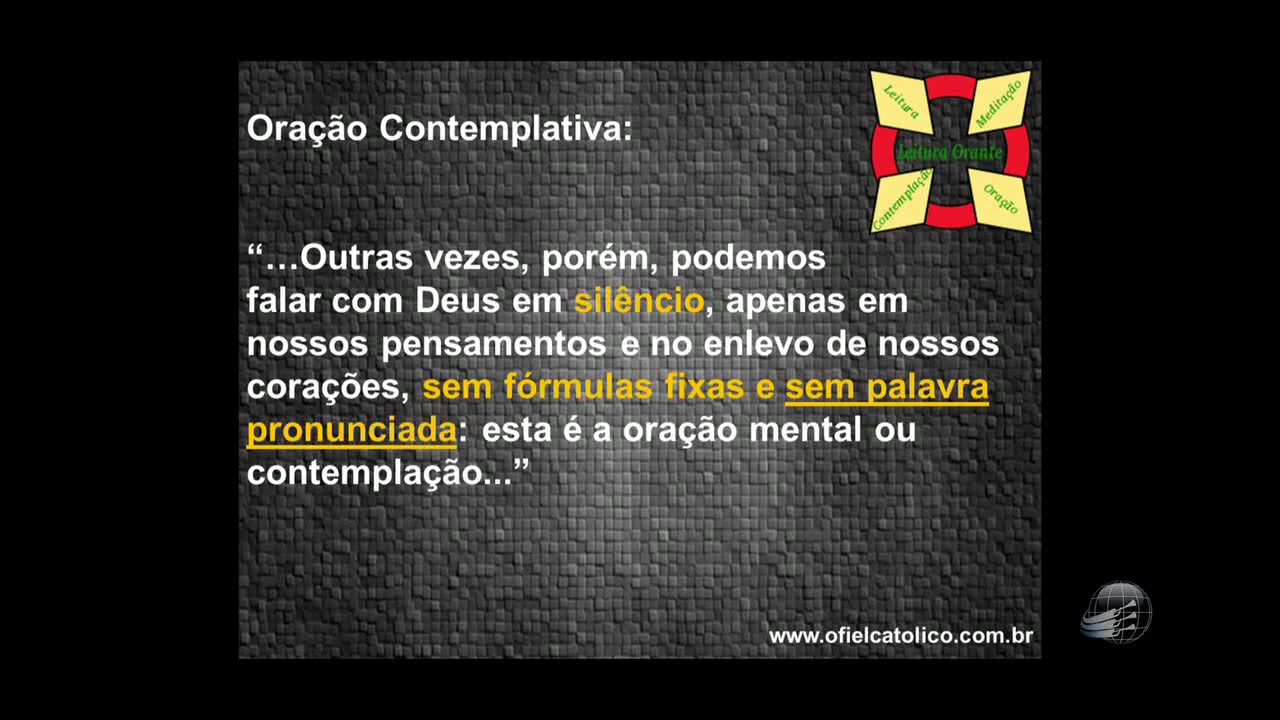 Oração Contemplativa:
Leitura
Meditação
Leitura Orante
Contemplação
Oração
“…Outras vezes, porém, podemos
falar com Deus em silêncio, apenas em
nossos pensamentos e no enlevo de nossos
corações, sem fórmulas fixas e sem palavra
pronunciada: esta é a oração mental ou
contemplação...”
www.ofielcatolico.com.br